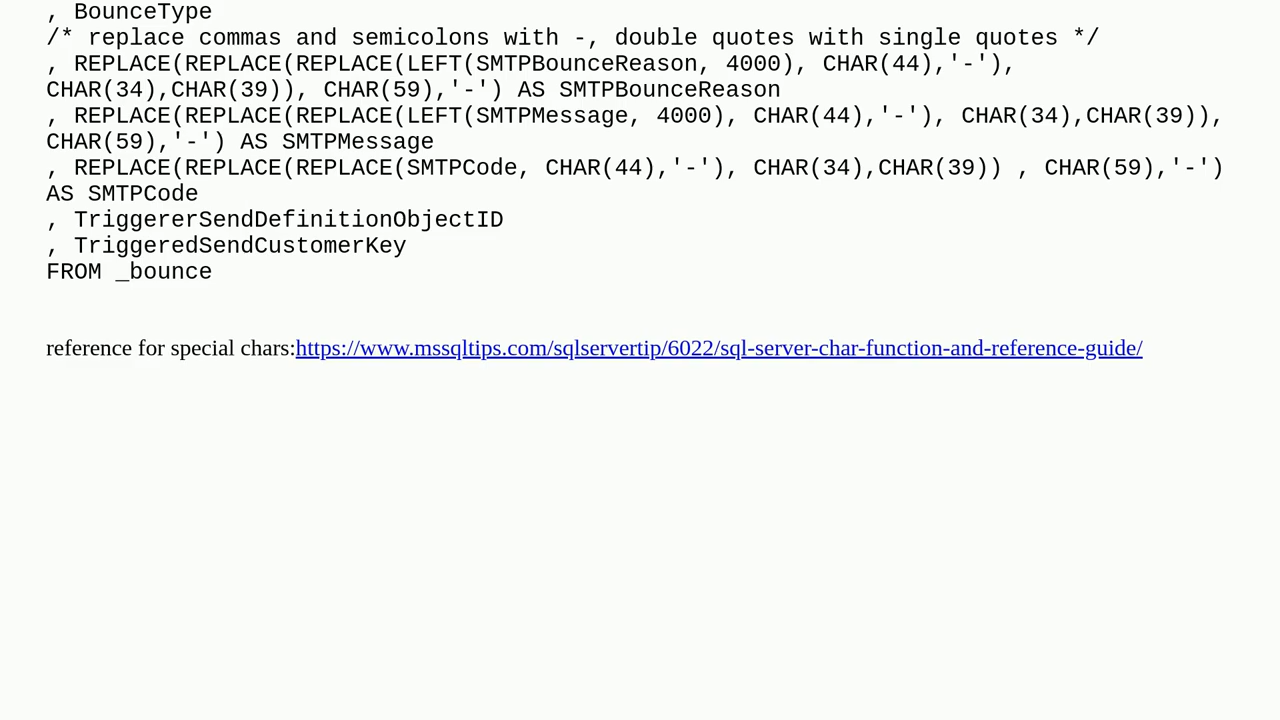 , BounceType
/* replace commas and semicolons with -, double quotes with single quotes */
, REPLACE(REPLACE(REPLACE(LEFT(SMTPBounceReason, 4000), CHAR(44),'-'),
CHAR(34),CHAR(39)), CHAR(59),'-') AS SMTPBounceReason
, REPLACE(REPLACE(REPLACE(LEFT(SMTPMessage, 4000), CHAR(44),'-'), CHAR(34),CHAR(39)),
CHAR(59),'-') AS SMTPMessage
, REPLACE(REPLACE(REPLACE(SMTPCode, CHAR(44),'-'), CHAR(34),CHAR(39)) , CHAR(59),'-')
AS SMTPCode
, TriggererSendDefinitionObjectID
, TriggeredSendCustomerKey
FROM _bounce
reference for special chars:https://www.mssqltips.com/sqlservertip/6022/sql-server-char-function-and-reference-guide/